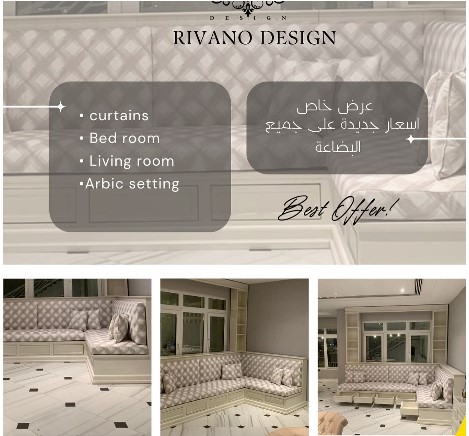 DESIGN
RIVANO DESIGN
• curtains
• Bed room
• Living room
•Arbic setting
عرض خاص
اسعار جديدة على جميع
البضاعة
Best Offer!